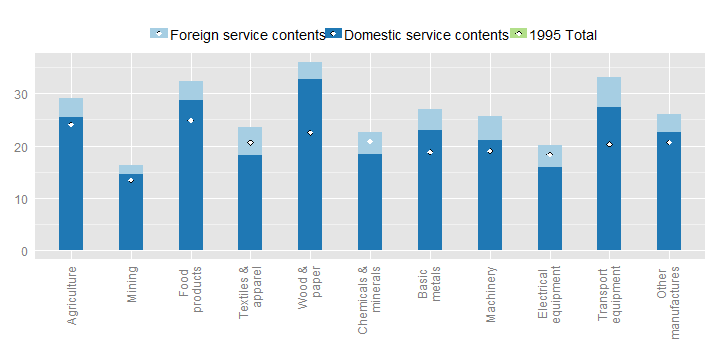 Foreign service contents Domestic service contents 1995 Total
30
20
10
0
Agriculture
Mining
Food
products
Textiles &
apparel
Wood &
paper
Chemicals &
minerals
Basic
metals
Machinery
Electrical
equipment
Transport
equipment
Other
manufactures